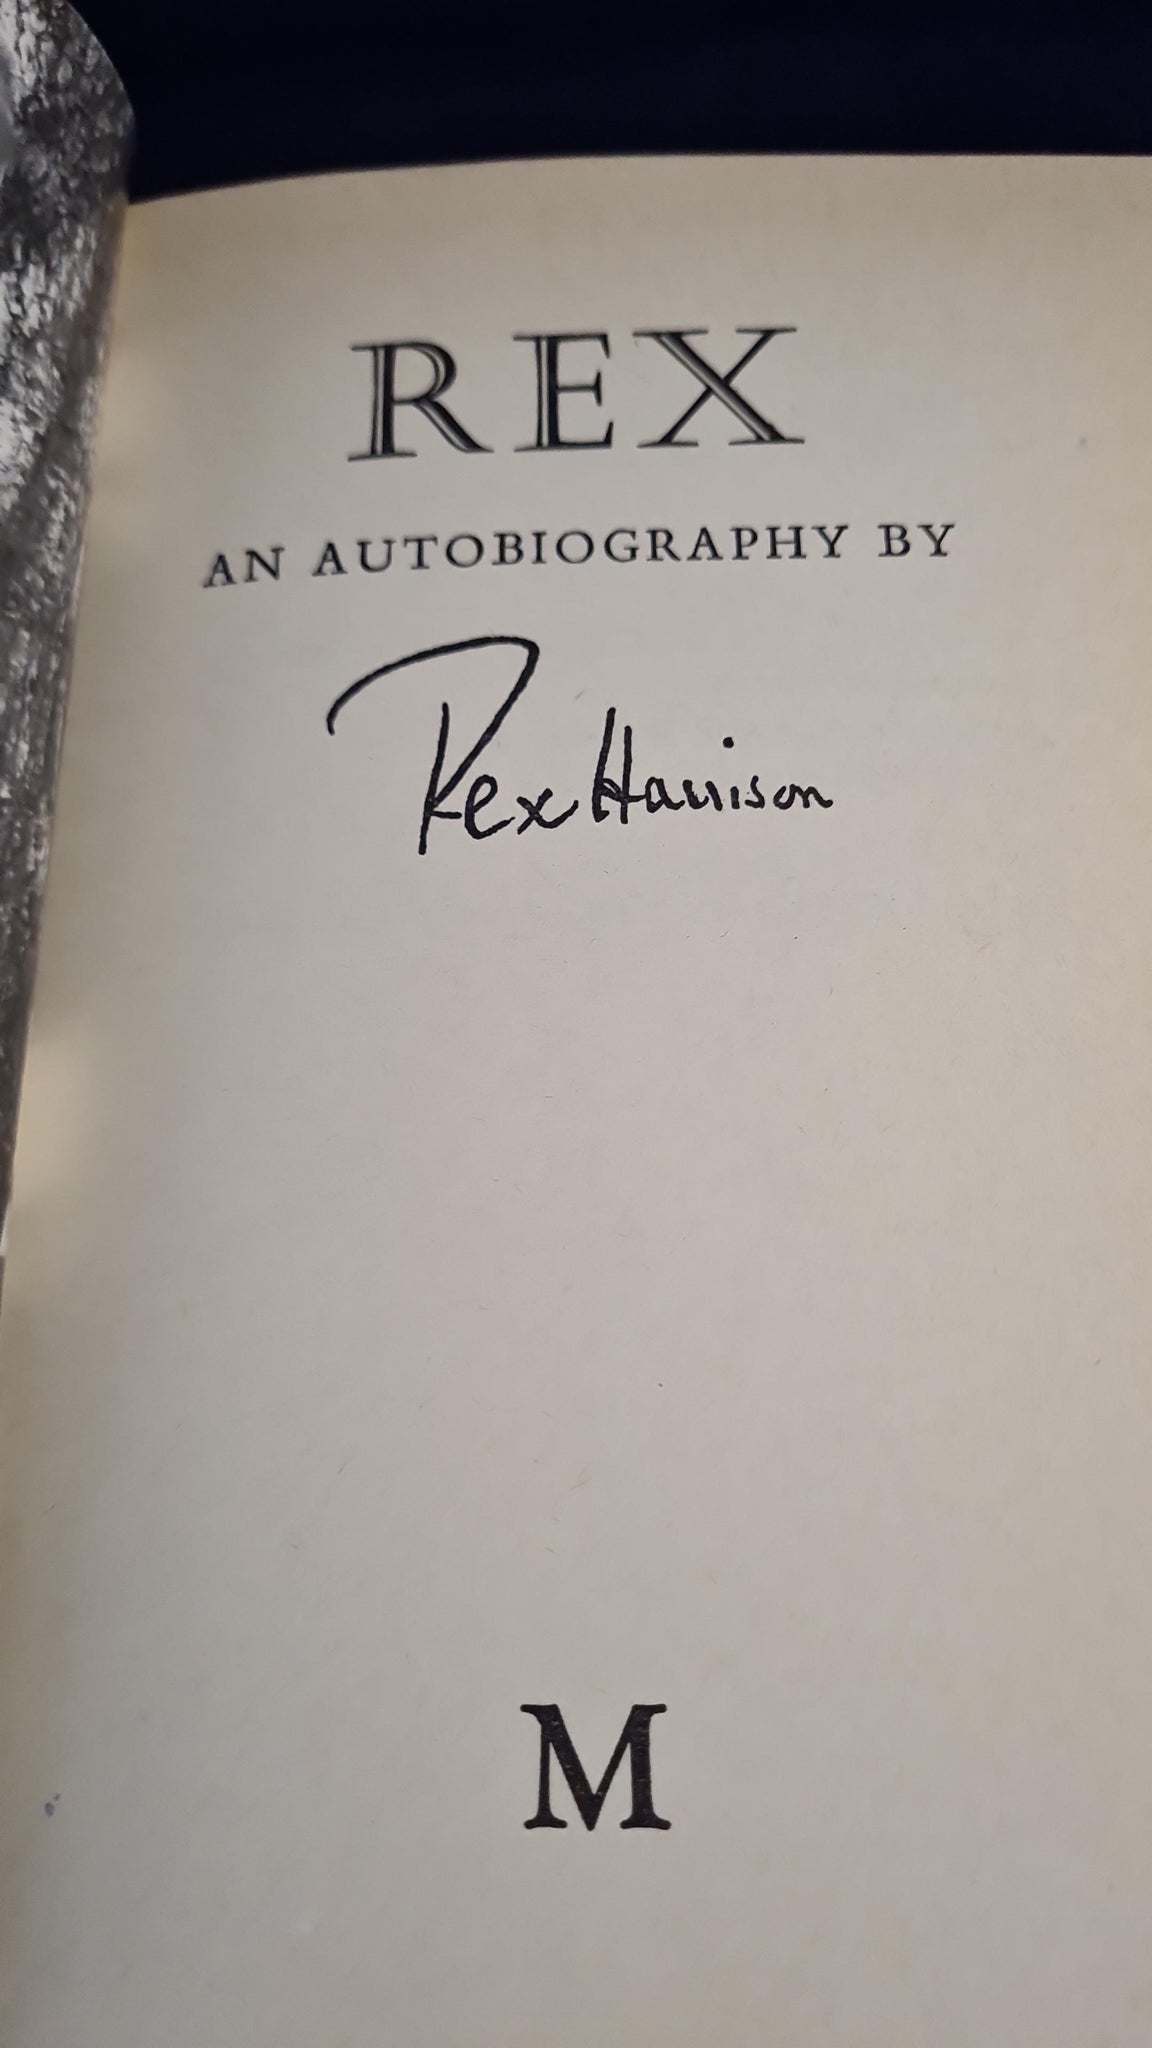 REX
AN AUTOBIOGRAPHY BY
Rex Harrison
M